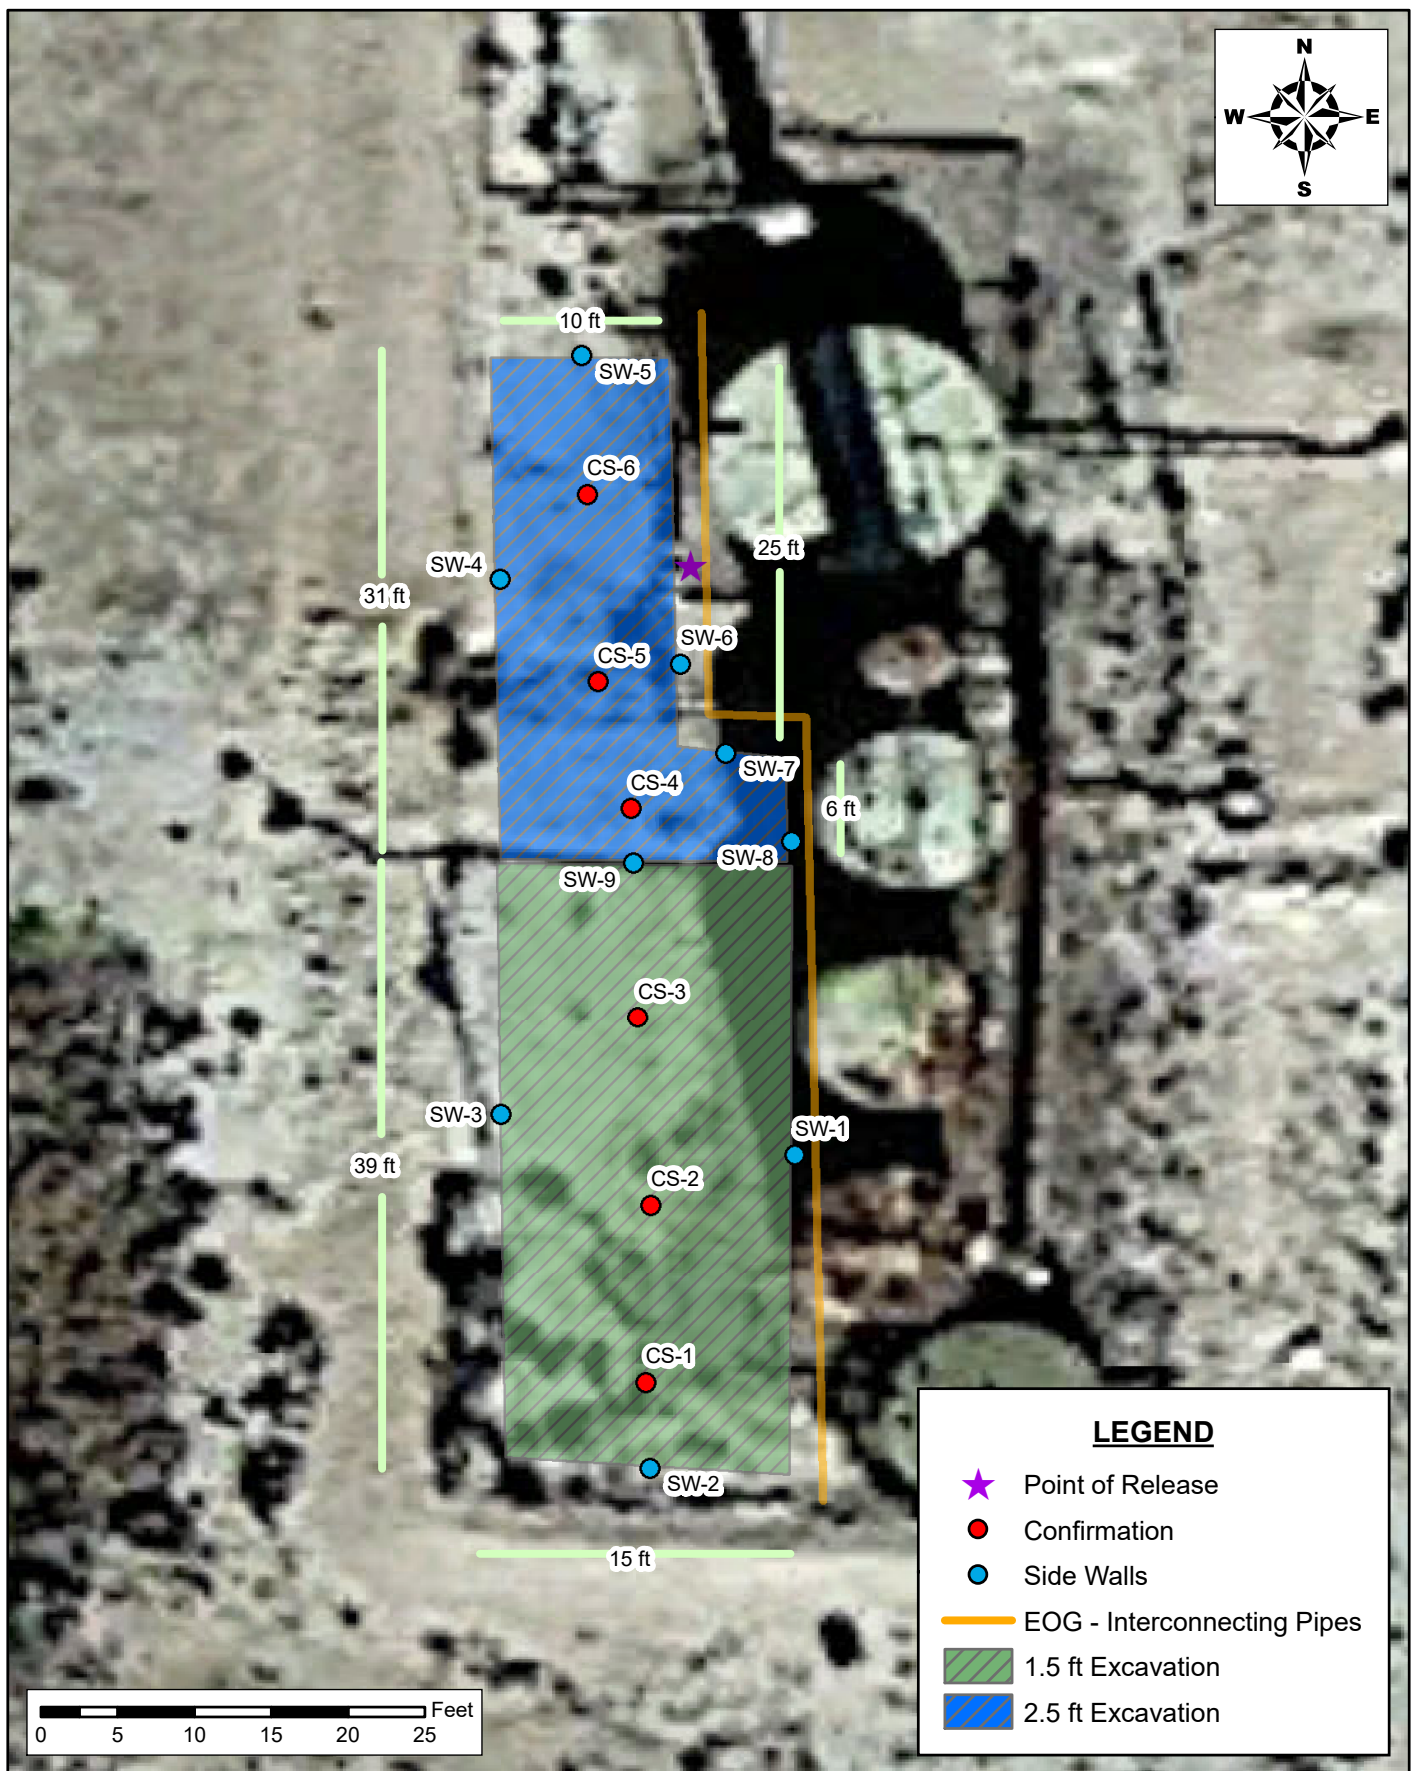 N
W E
S
10 ft
SW-5
CS-6
25 ft
SW-4
31 ft
SW-6
CS-5
SW-7
CS-4
6 ft
SW-8
SW-9
CS-3
SW-3
SW-1
39 ft
CS-2
CS-1
SW-2
15 ft
LEGEND
Point of Release
Confirmation
Side Walls
EOG - Interconnecting Pipes
1.5 ft Excavation
2.5 ft Excavation
Feet
0 5 10 15 20 25